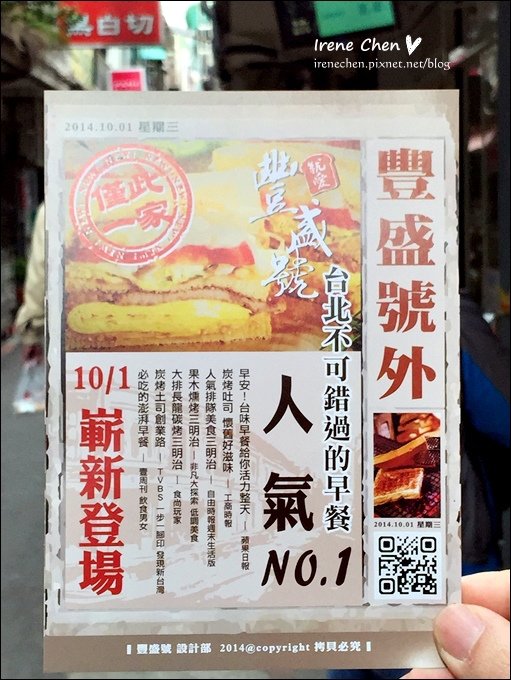 黑白切
Irene Chen
irenechen.pixnet.net/blog
2014.10.01 星期三
豐盛號外
僅此一家
就愛
豐盛號
台北不可錯過的早餐
人氣 NO.1
早安！台味早餐給你活力整天 — 蘋果日報
炭烤吐司 懷舊好滋味 — 工商時報
人氣排隊美食三明治 — 自由時報週末生活版
果木燻烤三明治 — 非凡大探索 低調美食
大排長龍碳烤三明治 — 食尚玩家
炭烤土司創業路 — TVBS 一步一腳印 發現新台灣
必吃的澎湃早餐 — 壹周刊 飲食男女
10/1
嶄新登場
2014.10.01 星期三
豐盛號 設計部 2014@copyright 拷貝必究